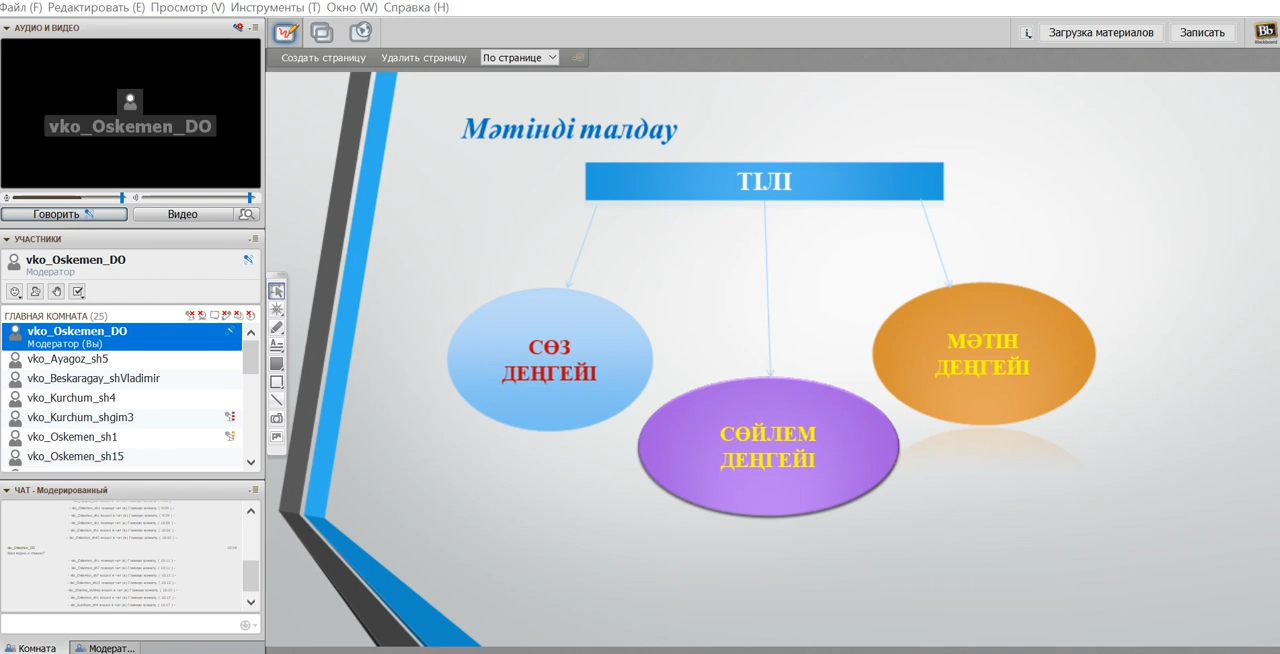 Файл (F) Редактировать (E) Просмотр (V) Инструменты (T) Окно (W) Справка (H)
АУДИО И ВИДЕО
vko_Oskemen_DO
Говорить
Видео
УЧАСТНИКИ
vko_Oskemen_DO
Модератор
ГЛАВНАЯ КОМНАТА (25)
vko_Oskemen_DO
Модератор (Вы)
vko_Ayagoz_sh5
vko_Beskaragay_shVladimir
vko_Kurchum_sh4
vko_Kurchum_shgim3
vko_Oskemen_sh1
vko_Oskemen_sh15
ЧАТ - Модерированный
Комната
Модерат...
Загрузка материалов
Записать
Bb
Создать страницу
Удалить страницу
По странице
Мәтінді талдау
ТІЛІ
СӨЗ
ДЕҢГЕЙІ
СӨЙЛЕМ
ДЕҢГЕЙІ
МӘТІН
ДЕҢГЕЙІ